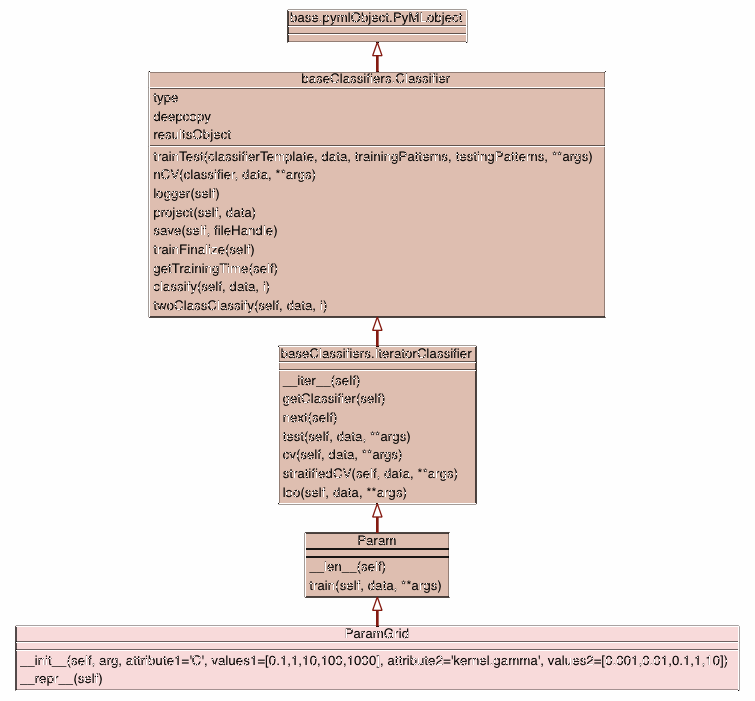 base.pymlObject.PyMLobject
baseClassifiers.Classifier
type
deepcopy
resultsObject
trainTest(classifierTemplate, data, trainingPatterns, testingPatterns, **args)
nCV(classifier, data, **args)
logger(self)
project(self, data)
save(self, fileHandle)
trainFinalize(self)
getTrainingTime(self)
classify(self, data, i)
twoClassClassify(self, data, i)
baseClassifiers.IteratorClassifier
__iter__(self)
getClassifier(self)
next(self)
test(self, data, **args)
cv(self, data, **args)
stratifiedCV(self, data, **args)
loo(self, data, **args)
Param
__len__(self)
train(self, data, **args)
ParamGrid
__init__(self, arg, attribute1='C', values1=[0.1,1,10,100,1000], attribute2='kernel.gamma', values2=[0.001,0.01,0.1,1,10])
__repr__(self)